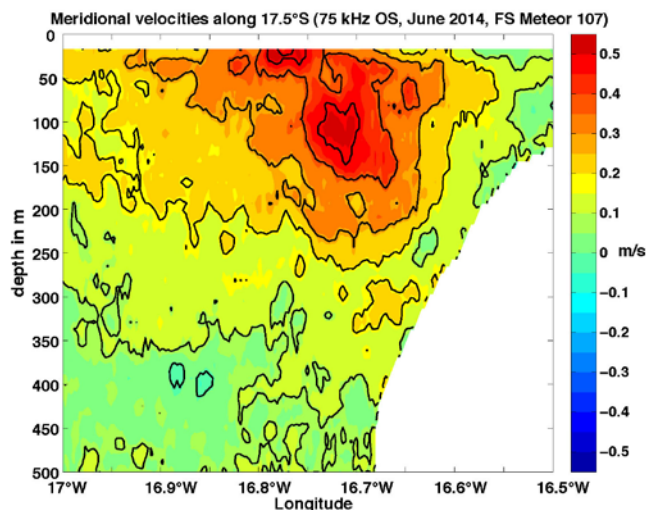 Meridional velocities along 17.5°S (75 kHz OS, June 2014, FS Meteor 107)
0
50
100
150
200
250
300
350
400
450
500
depth in m
17°W
16.9°W
16.8°W
16.7°W
16.6°W
16.5°W
Longitude
0.5
0.4
0.3
0.2
0.1
0
−0.1
−0.2
−0.3
−0.4
−0.5
m/s